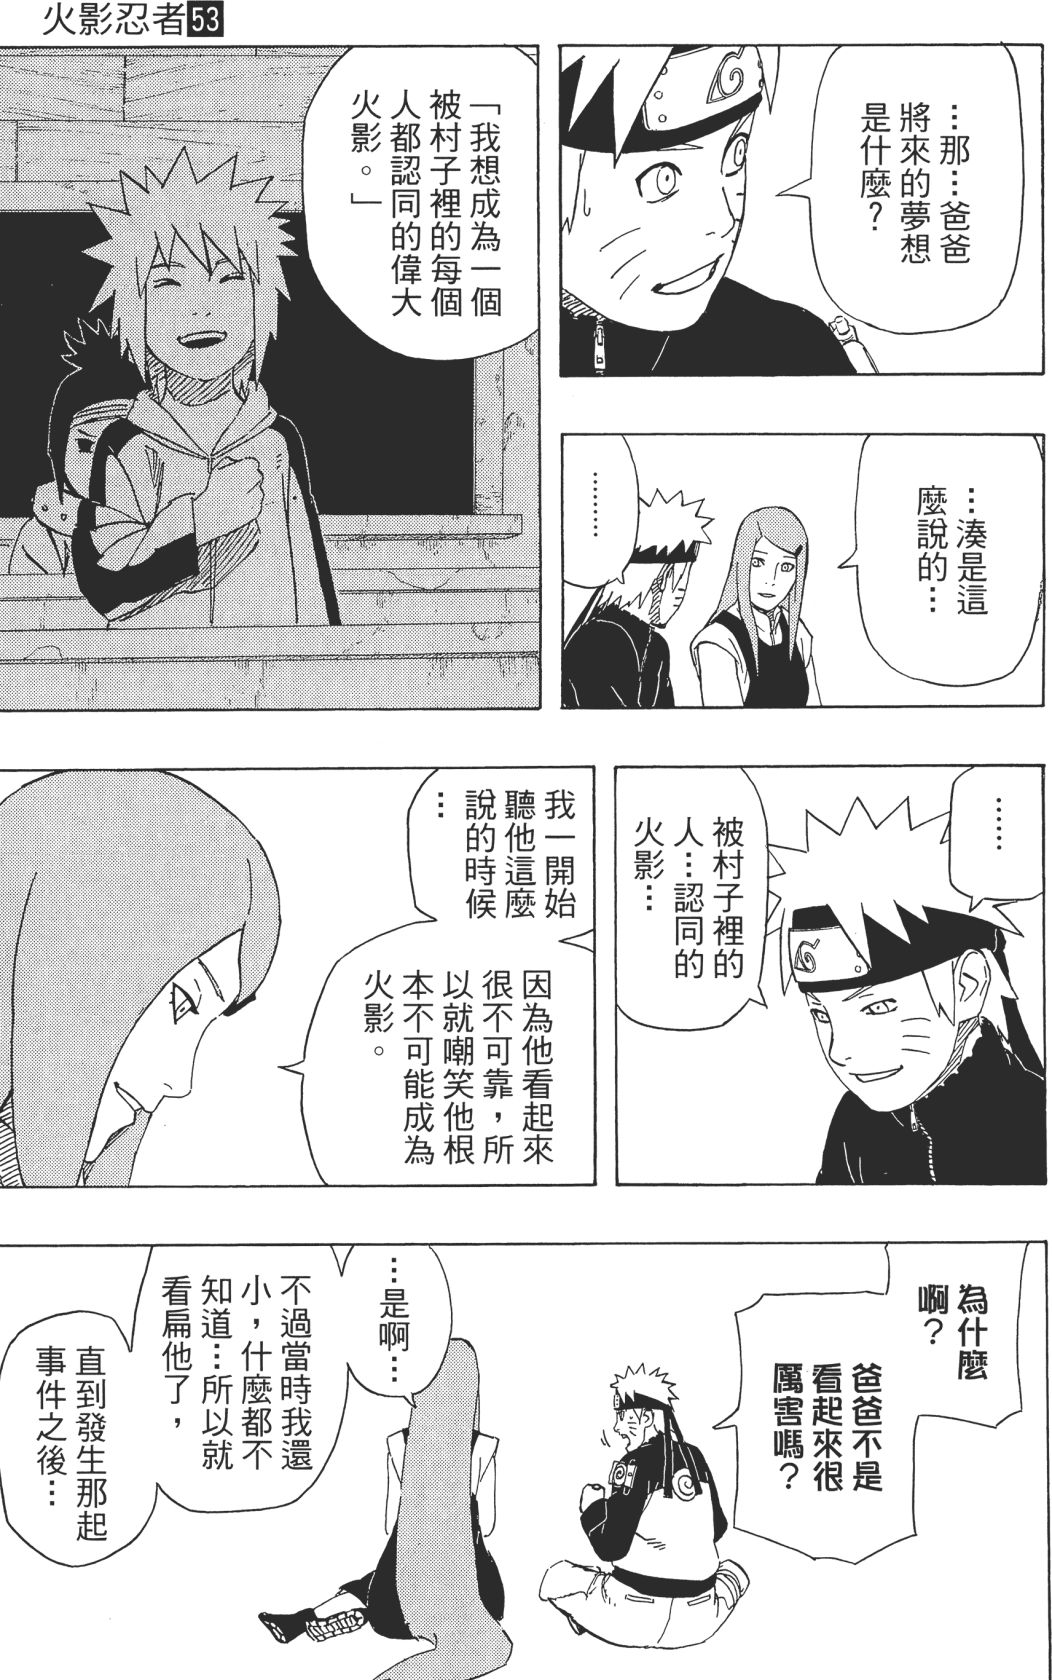 火影忍者53
…那…爸爸
將來的夢想
是什麼?
「我想成為一個
被村子裡的每個
人都認同的偉大
火影。」
…湊是這
麼說的…
………
……
被村子裡的
人…認同的
火影…
我一開始
聽他這麼
說的時候
…
因為他看起來
很不可靠，所
以就嘲笑他根
本不可能成為
火影。
為什麼
啊?
爸爸不是
看起來很
厲害嗎?
…是啊…
不過當時我還
小，什麼都不
知道…所以就
看扁他了，
直到發生那起
事件之後…